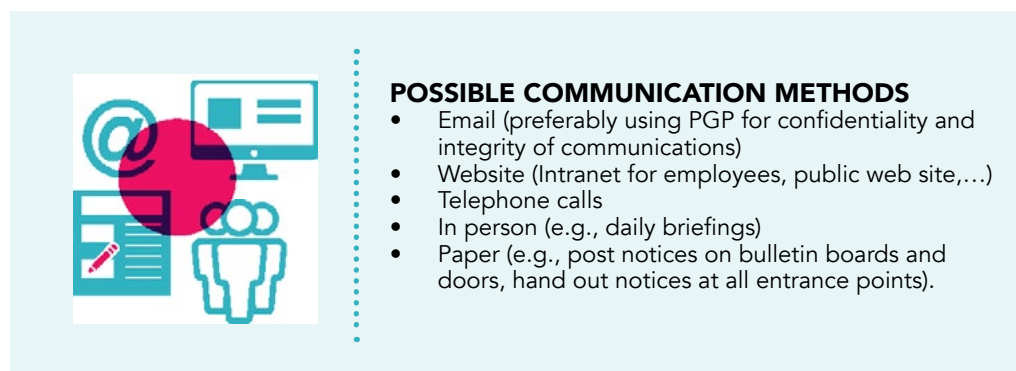 POSSIBLE COMMUNICATION METHODS
• Email (preferably using PGP for confidentiality and
integrity of communications)
• Website (Intranet for employees, public web site,…)
• Telephone calls
• In person (e.g., daily briefings)
• Paper (e.g., post notices on bulletin boards and
doors, hand out notices at all entrance points).
@